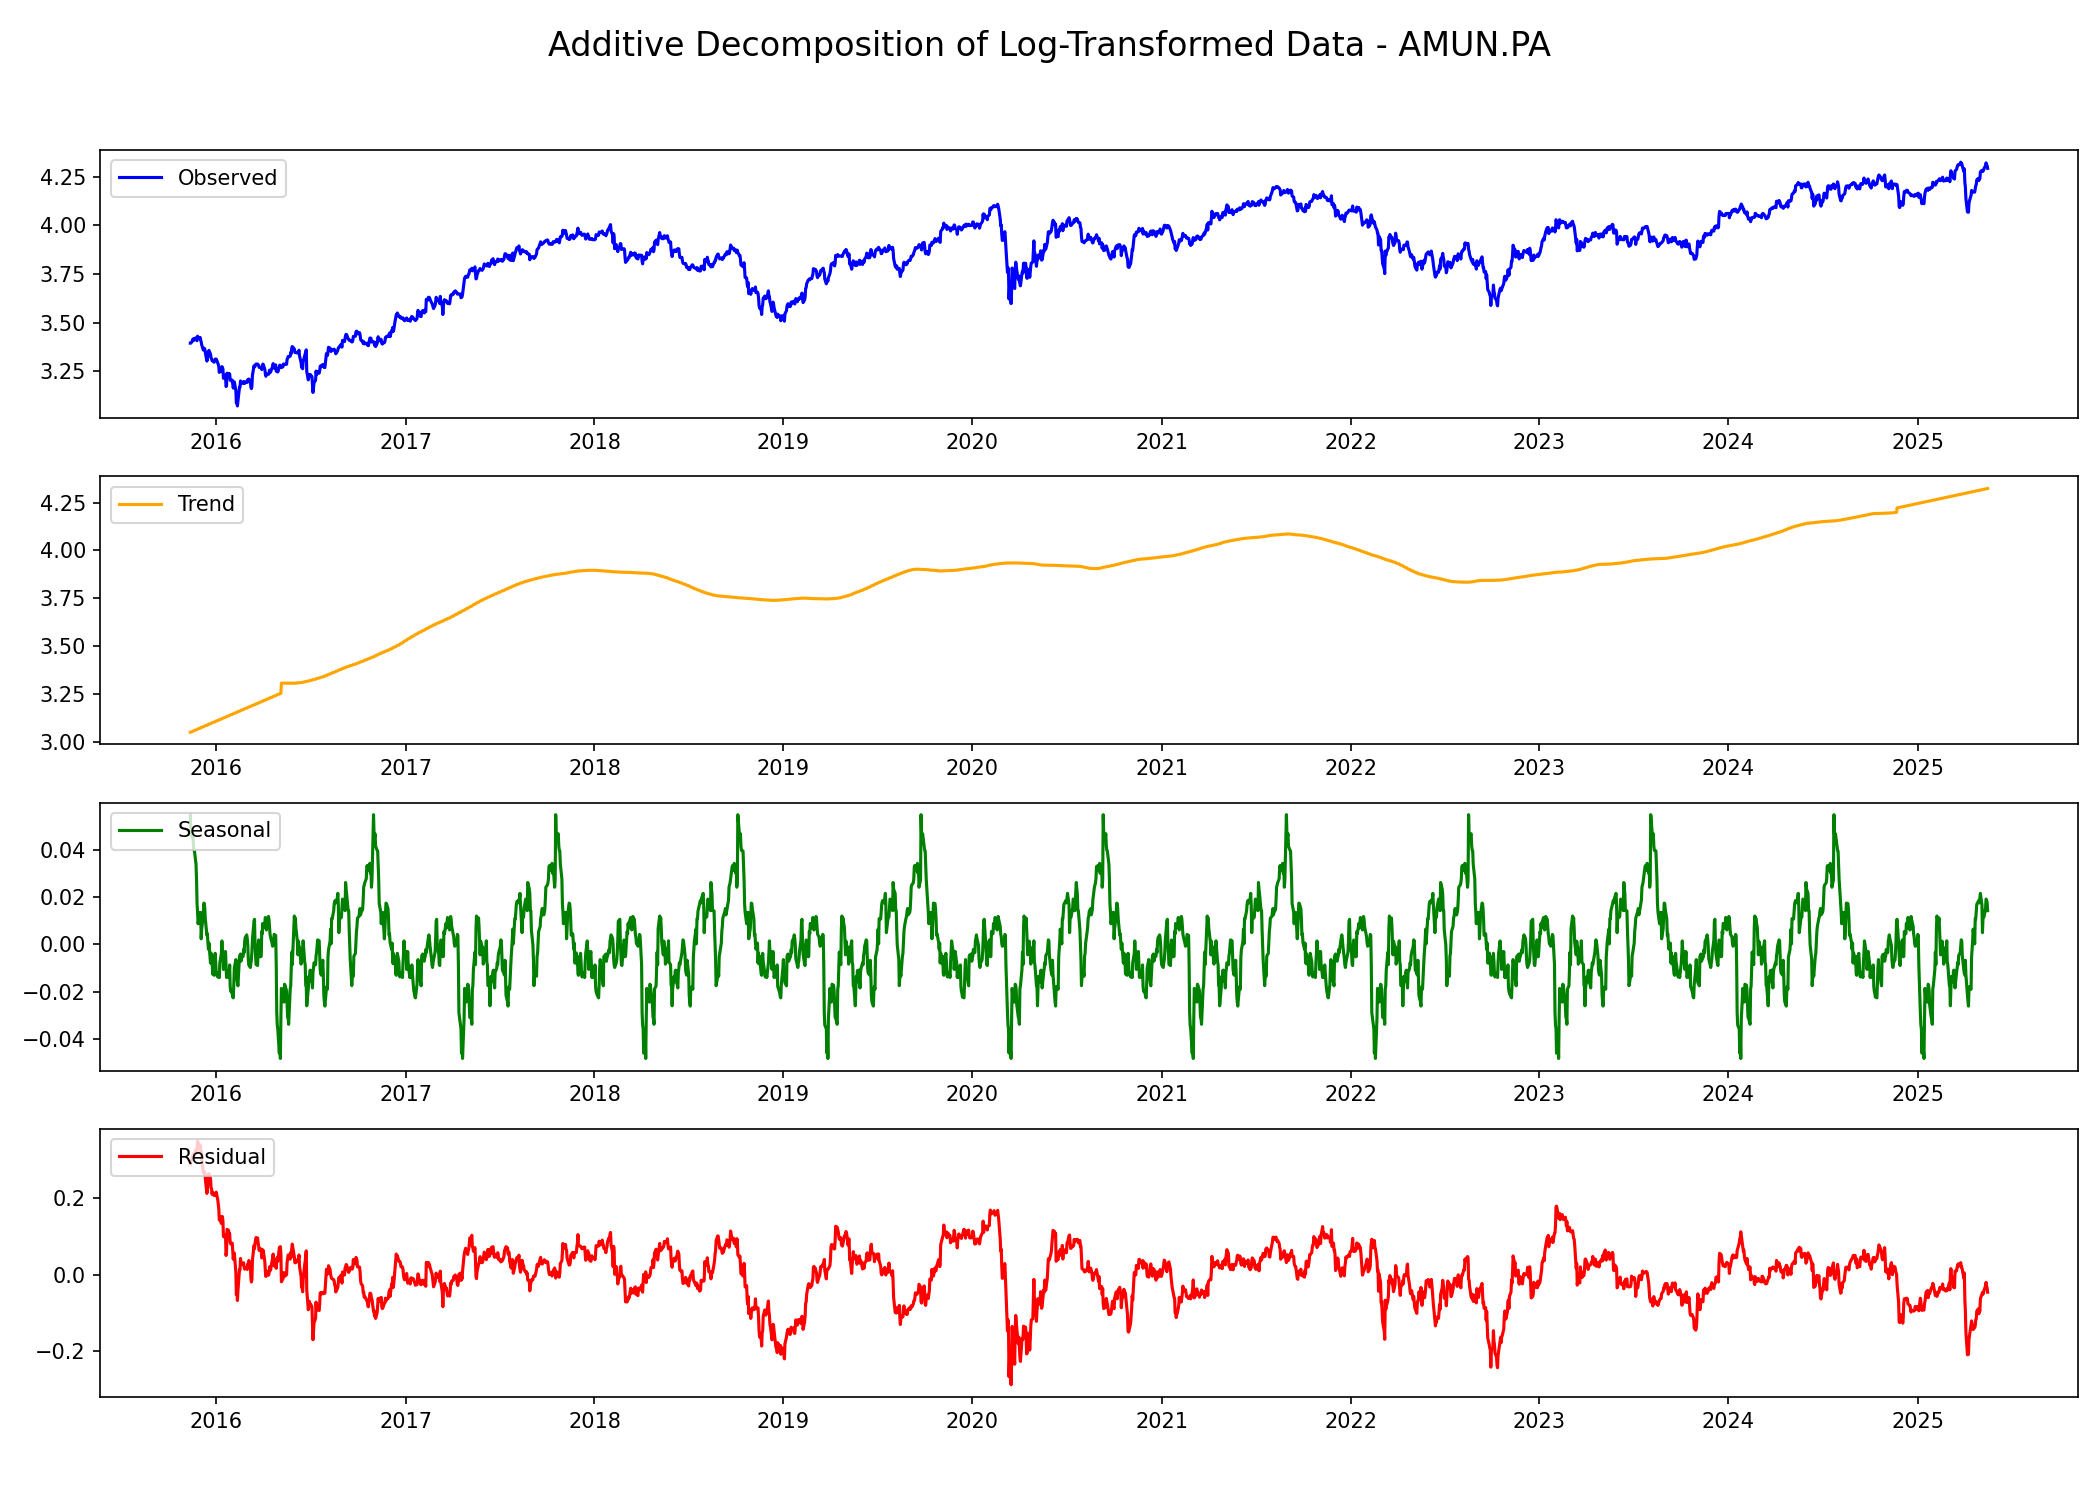 Additive Decomposition of Log-Transformed Data - AMUN.PA
Observed
4.25
4.00
3.75
3.50
3.25
2016 2017 2018 2019 2020 2021 2022 2023 2024 2025
Trend
4.25
4.00
3.75
3.50
3.25
3.00
2016 2017 2018 2019 2020 2021 2022 2023 2024 2025
Seasonal
0.04
0.02
0.00
−0.02
−0.04
2016 2017 2018 2019 2020 2021 2022 2023 2024 2025
Residual
0.2
0.0
−0.2
2016 2017 2018 2019 2020 2021 2022 2023 2024 2025